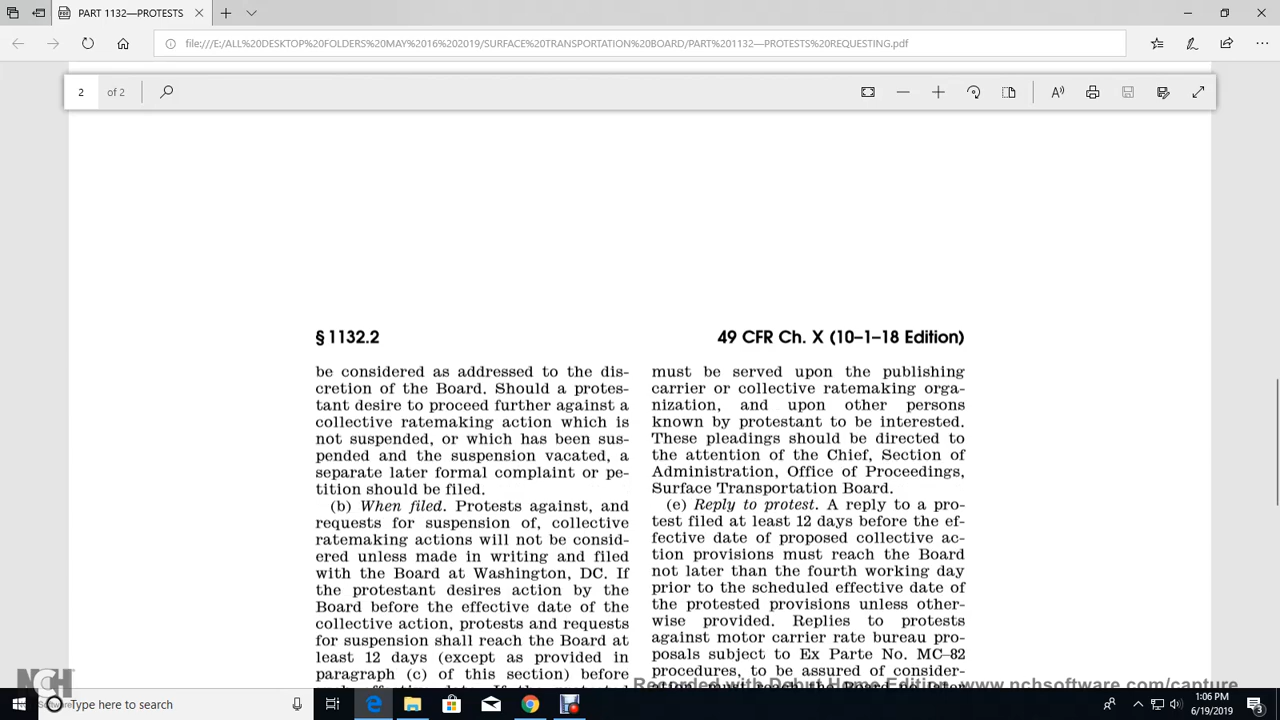 PART 1132—PROTESTS
file:///E:/ALL%20DESKTOP%20FOLDERS%20MAY%2016%202019/SURFACE%20TRANSPORTATION%20BOARD/PART%201132—PROTESTS%20REQUESTING.pdf
2 of 2
§ 1132.2
49 CFR Ch. X (10–1–18 Edition)
be considered as addressed to the dis-
cretion of the Board. Should a protes-
tant desire to proceed further against a
collective ratemaking action which is
not suspended, or which has been sus-
pended and the suspension vacated, a
separate later formal complaint or pe-
tition should be filed.
(b) When filed. Protests against, and
requests for suspension of, collective
ratemaking actions will not be consid-
ered unless made in writing and filed
with the Board at Washington, DC. If
the protestant desires action by the
Board before the effective date of the
collective action, protests and requests
for suspension shall reach the Board at
least 12 days (except as provided in
paragraph (c) of this section) before
must be served upon the publishing
carrier or collective ratemaking orga-
nization, and upon other persons
known by protestant to be interested.
These pleadings should be directed to
the attention of the Chief, Section of
Administration, Office of Proceedings,
Surface Transportation Board.
(e) Reply to protest. A reply to a pro-
test filed at least 12 days before the ef-
fective date of proposed collective ac-
tion provisions must reach the Board
not later than the fourth working day
prior to the scheduled effective date of
the protested provisions unless other-
wise provided. Replies to protests
against motor carrier rate bureau pro-
posals subject to Ex Parte No. MC–82
procedures, to be assured of consider-
Recorded with Debut Home Edition. www.nchsoftware.com/capture
NCH
Type here to search
1:06 PM
6/19/2019
3